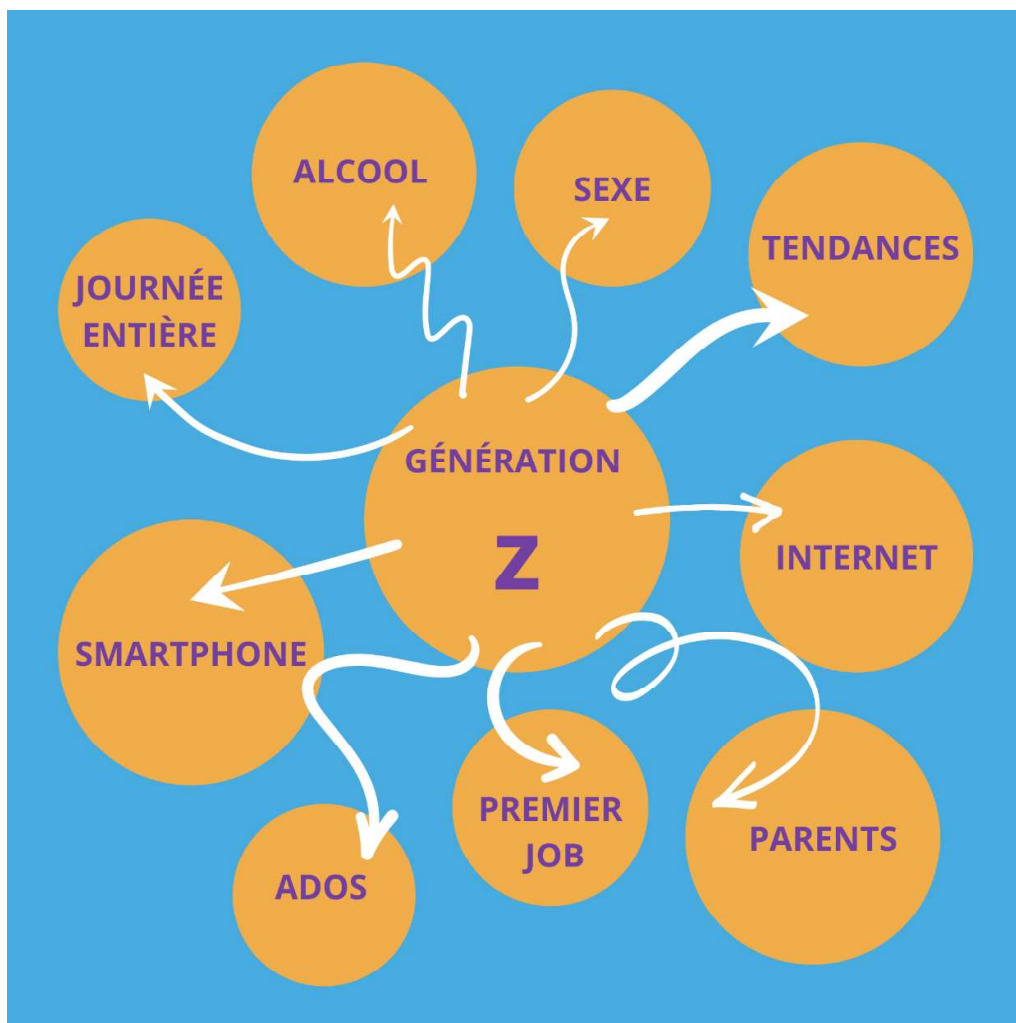 ALCOOL
SEXE
TENDANCES
JOURNÉE
ENTIÈRE
GÉNÉRATION
Z
INTERNET
SMARTPHONE
PREMIER
JOB
PARENTS
ADOS